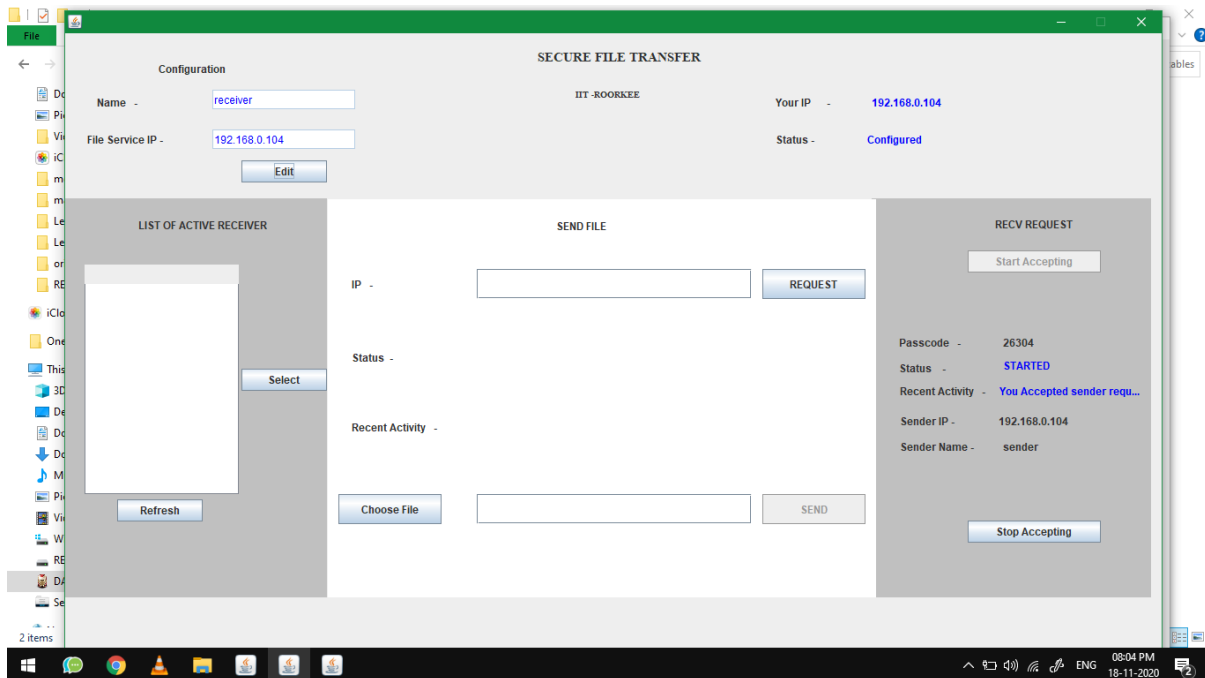 File
SECURE FILE TRANSFER
Configuration
IIT -ROORKEE
Name -
receiver
Your IP -
192.168.0.104
File Service IP -
192.168.0.104
Status -
Configured
Edit
LIST OF ACTIVE RECEIVER
Select
Refresh
SEND FILE
IP -
REQUEST
Status -
Recent Activity -
Choose File
SEND
RECV REQUEST
Start Accepting
Passcode -
26304
Status -
STARTED
Recent Activity -
You Accepted sender requ...
Sender IP -
192.168.0.104
Sender Name -
sender
Stop Accepting
This
2 items
ENG
08:04 PM
18-11-2020
2